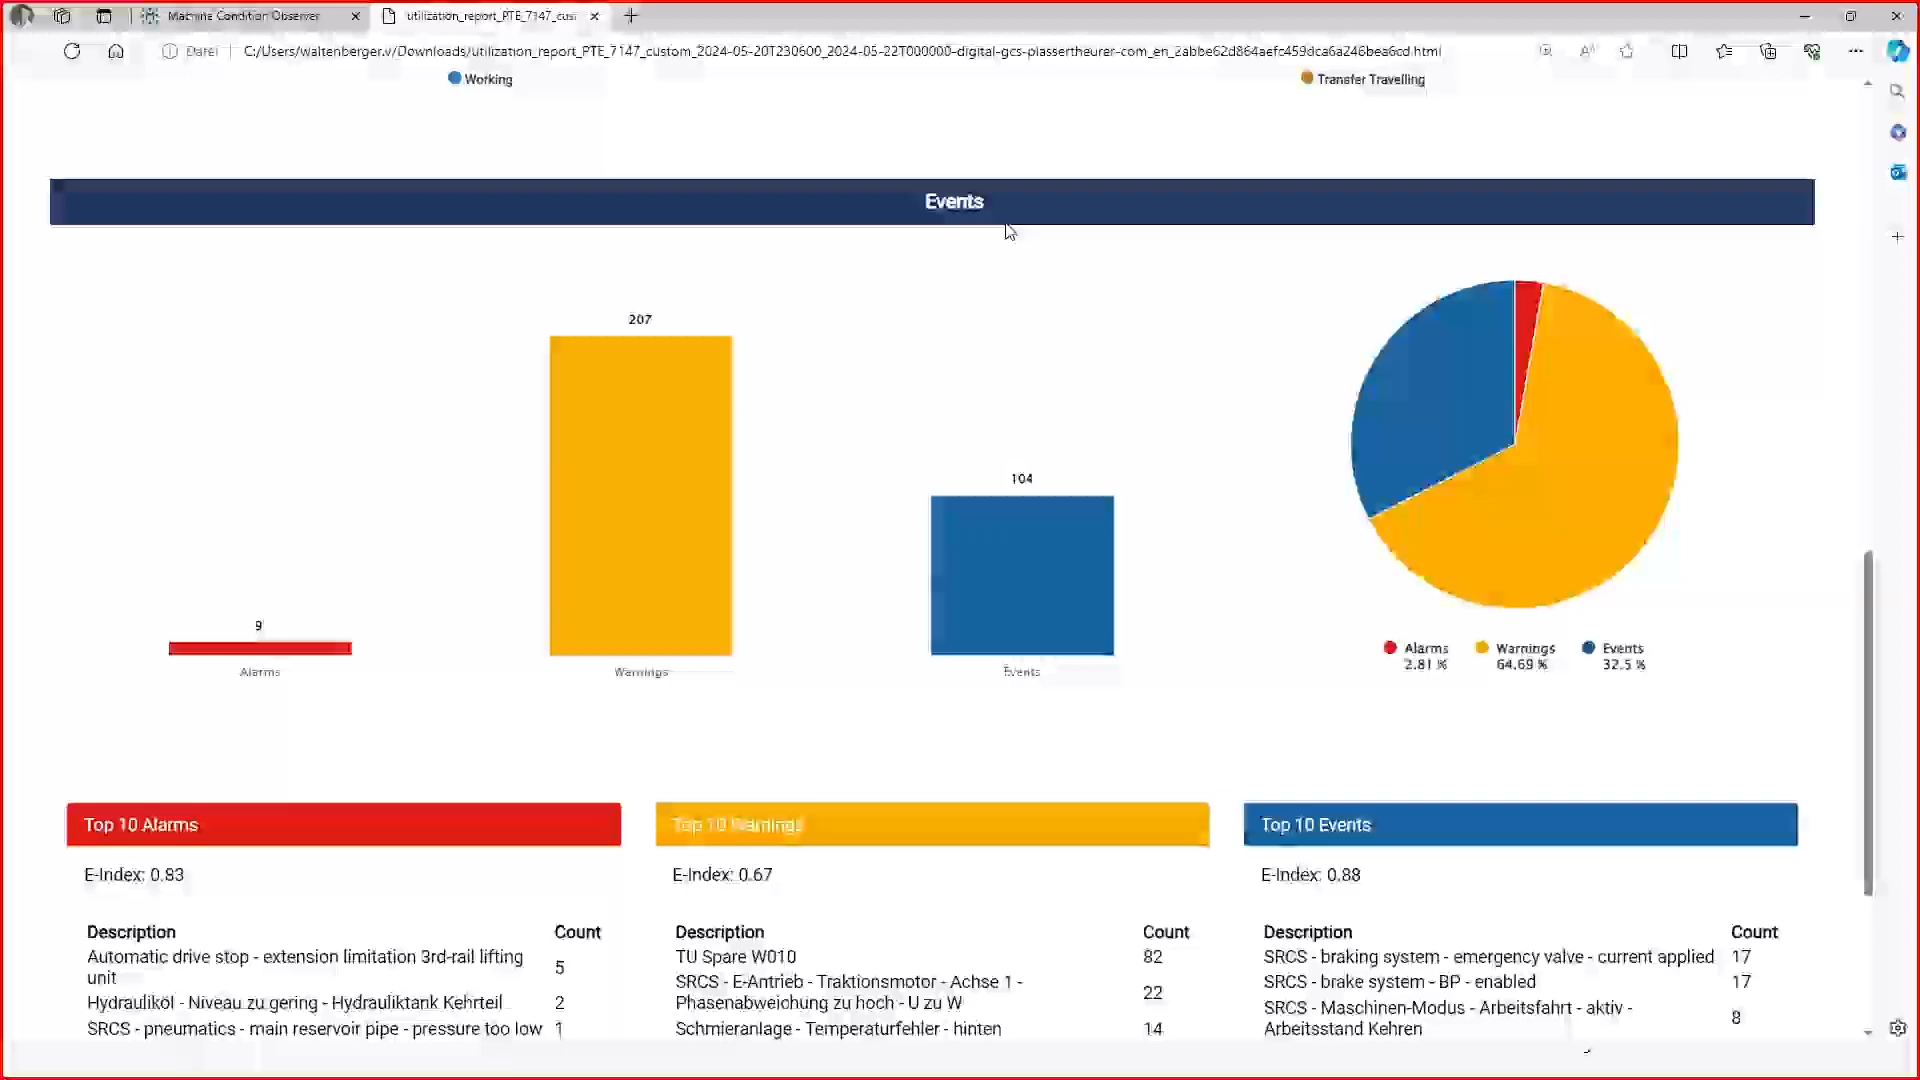 Machine Condition Observer
utilization_report_PTE_7147_cus
Datei
C:/Users/waltenberger.v/Downloads/utilization_report_PTE_7147_custom_2024-05-20T230600_2024-05-22T000000-digital-gcs-plassertheurer-com_en_2abbe62d864aefc459dca6a246bea6cd.html
Working
Transfer Travelling
Events
207
104
9
Alarms
Warnings
Events
Alarms
2.81 %
Warnings
64.69 %
Events
32.5 %
Top 10 Alarms
E-Index: 0.83
Description Count
Automatic drive stop - extension limitation 3rd-rail lifting
unit 5
Hydrauliköl - Niveau zu gering - Hydrauliktank Kehrteil 2
SRCS - pneumatics - main reservoir pipe - pressure too low 1
Top 10 Warnings
E-Index: 0.67
Description Count
TU Spare W010 82
SRCS - E-Antrieb - Traktionsmotor - Achse 1 -
Phasenabweichung zu hoch - U zu W 22
Schmieranlage - Temperaturfehler - hinten 14
Top 10 Events
E-Index: 0.88
Description Count
SRCS - braking system - emergency valve - current applied 17
SRCS - brake system - BP - enabled 17
SRCS - Maschinen-Modus - Arbeitsfahrt - aktiv -
Arbeitsstand Kehren 8